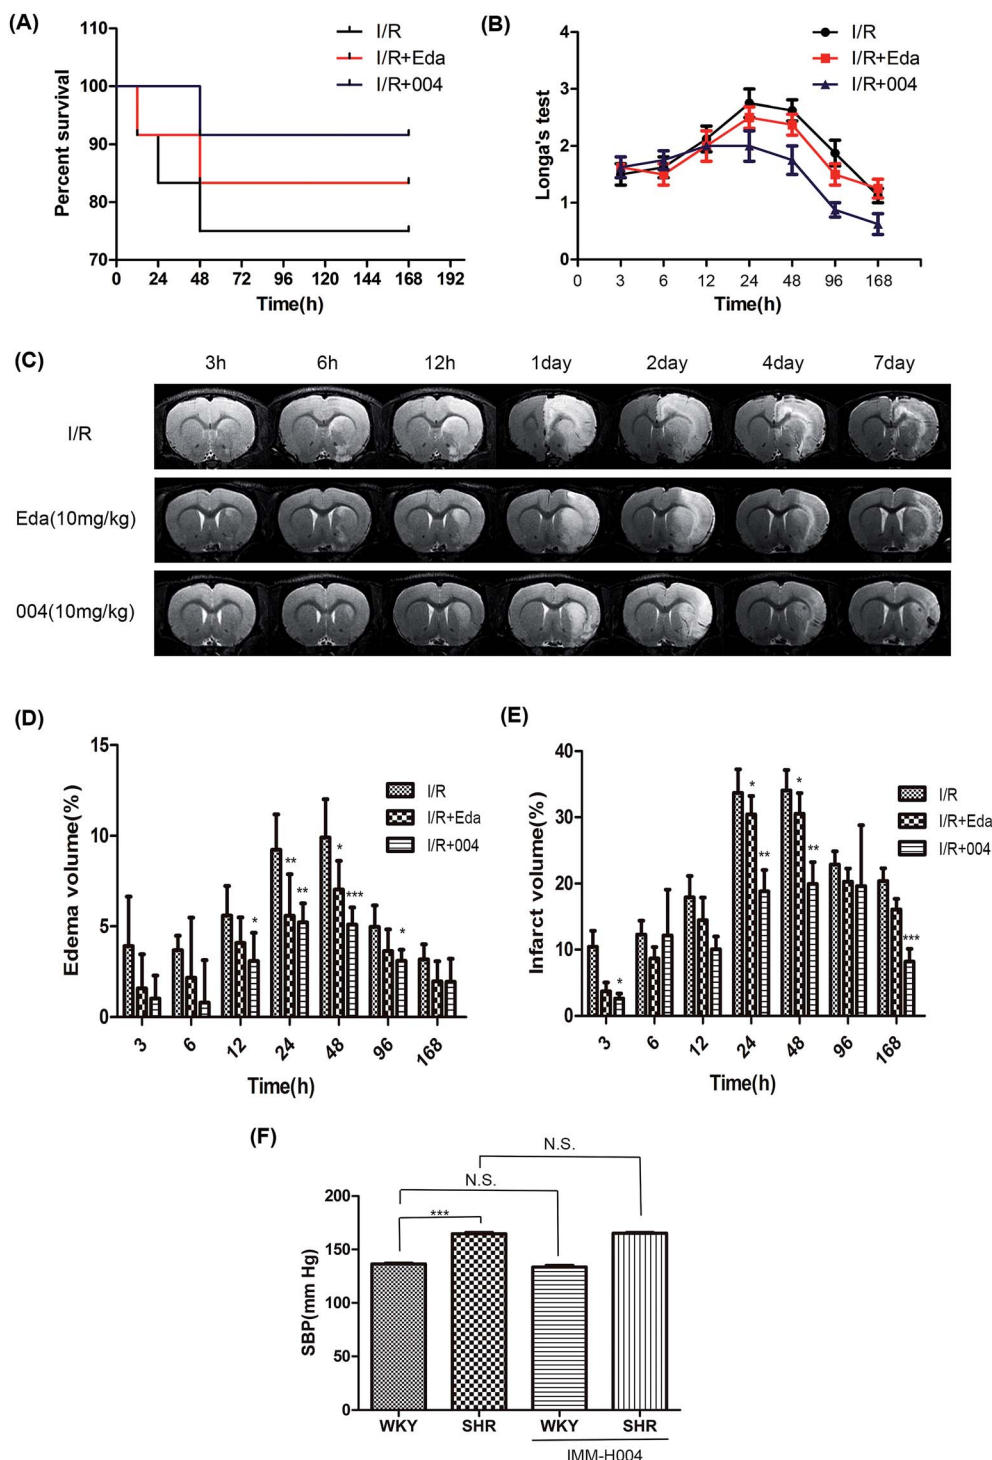 (A)
110
100
90
80
70
Percent survival
0 24 48 72 96 120 144 168 192
Time(h)
I/R
I/R+Eda
I/R+004
(B)
4
3
2
1
0
Longa's test
0 3 6 12 24 48 96 168
Time(h)
I/R
I/R+Eda
I/R+004
(C)
3h 6h 12h 1day 2day 4day 7day
I/R
Eda(10mg/kg)
004(10mg/kg)
(D)
15
10
5
0
Edema volume(%)
I/R
I/R+Eda
I/R+004
* ** ** * *** *
3 6 12 24 48 96 168
Time(h)
(E)
40
30
20
10
0
Infarct volume(%)
I/R
I/R+Eda
I/R+004
* * ** * ** ***
3 6 12 24 48 96 168
Time(h)
(F)
N.S.
N.S.
***
200
150
100
50
0
SBP(mm Hg)
WKY SHR WKY SHR
IMM-H004